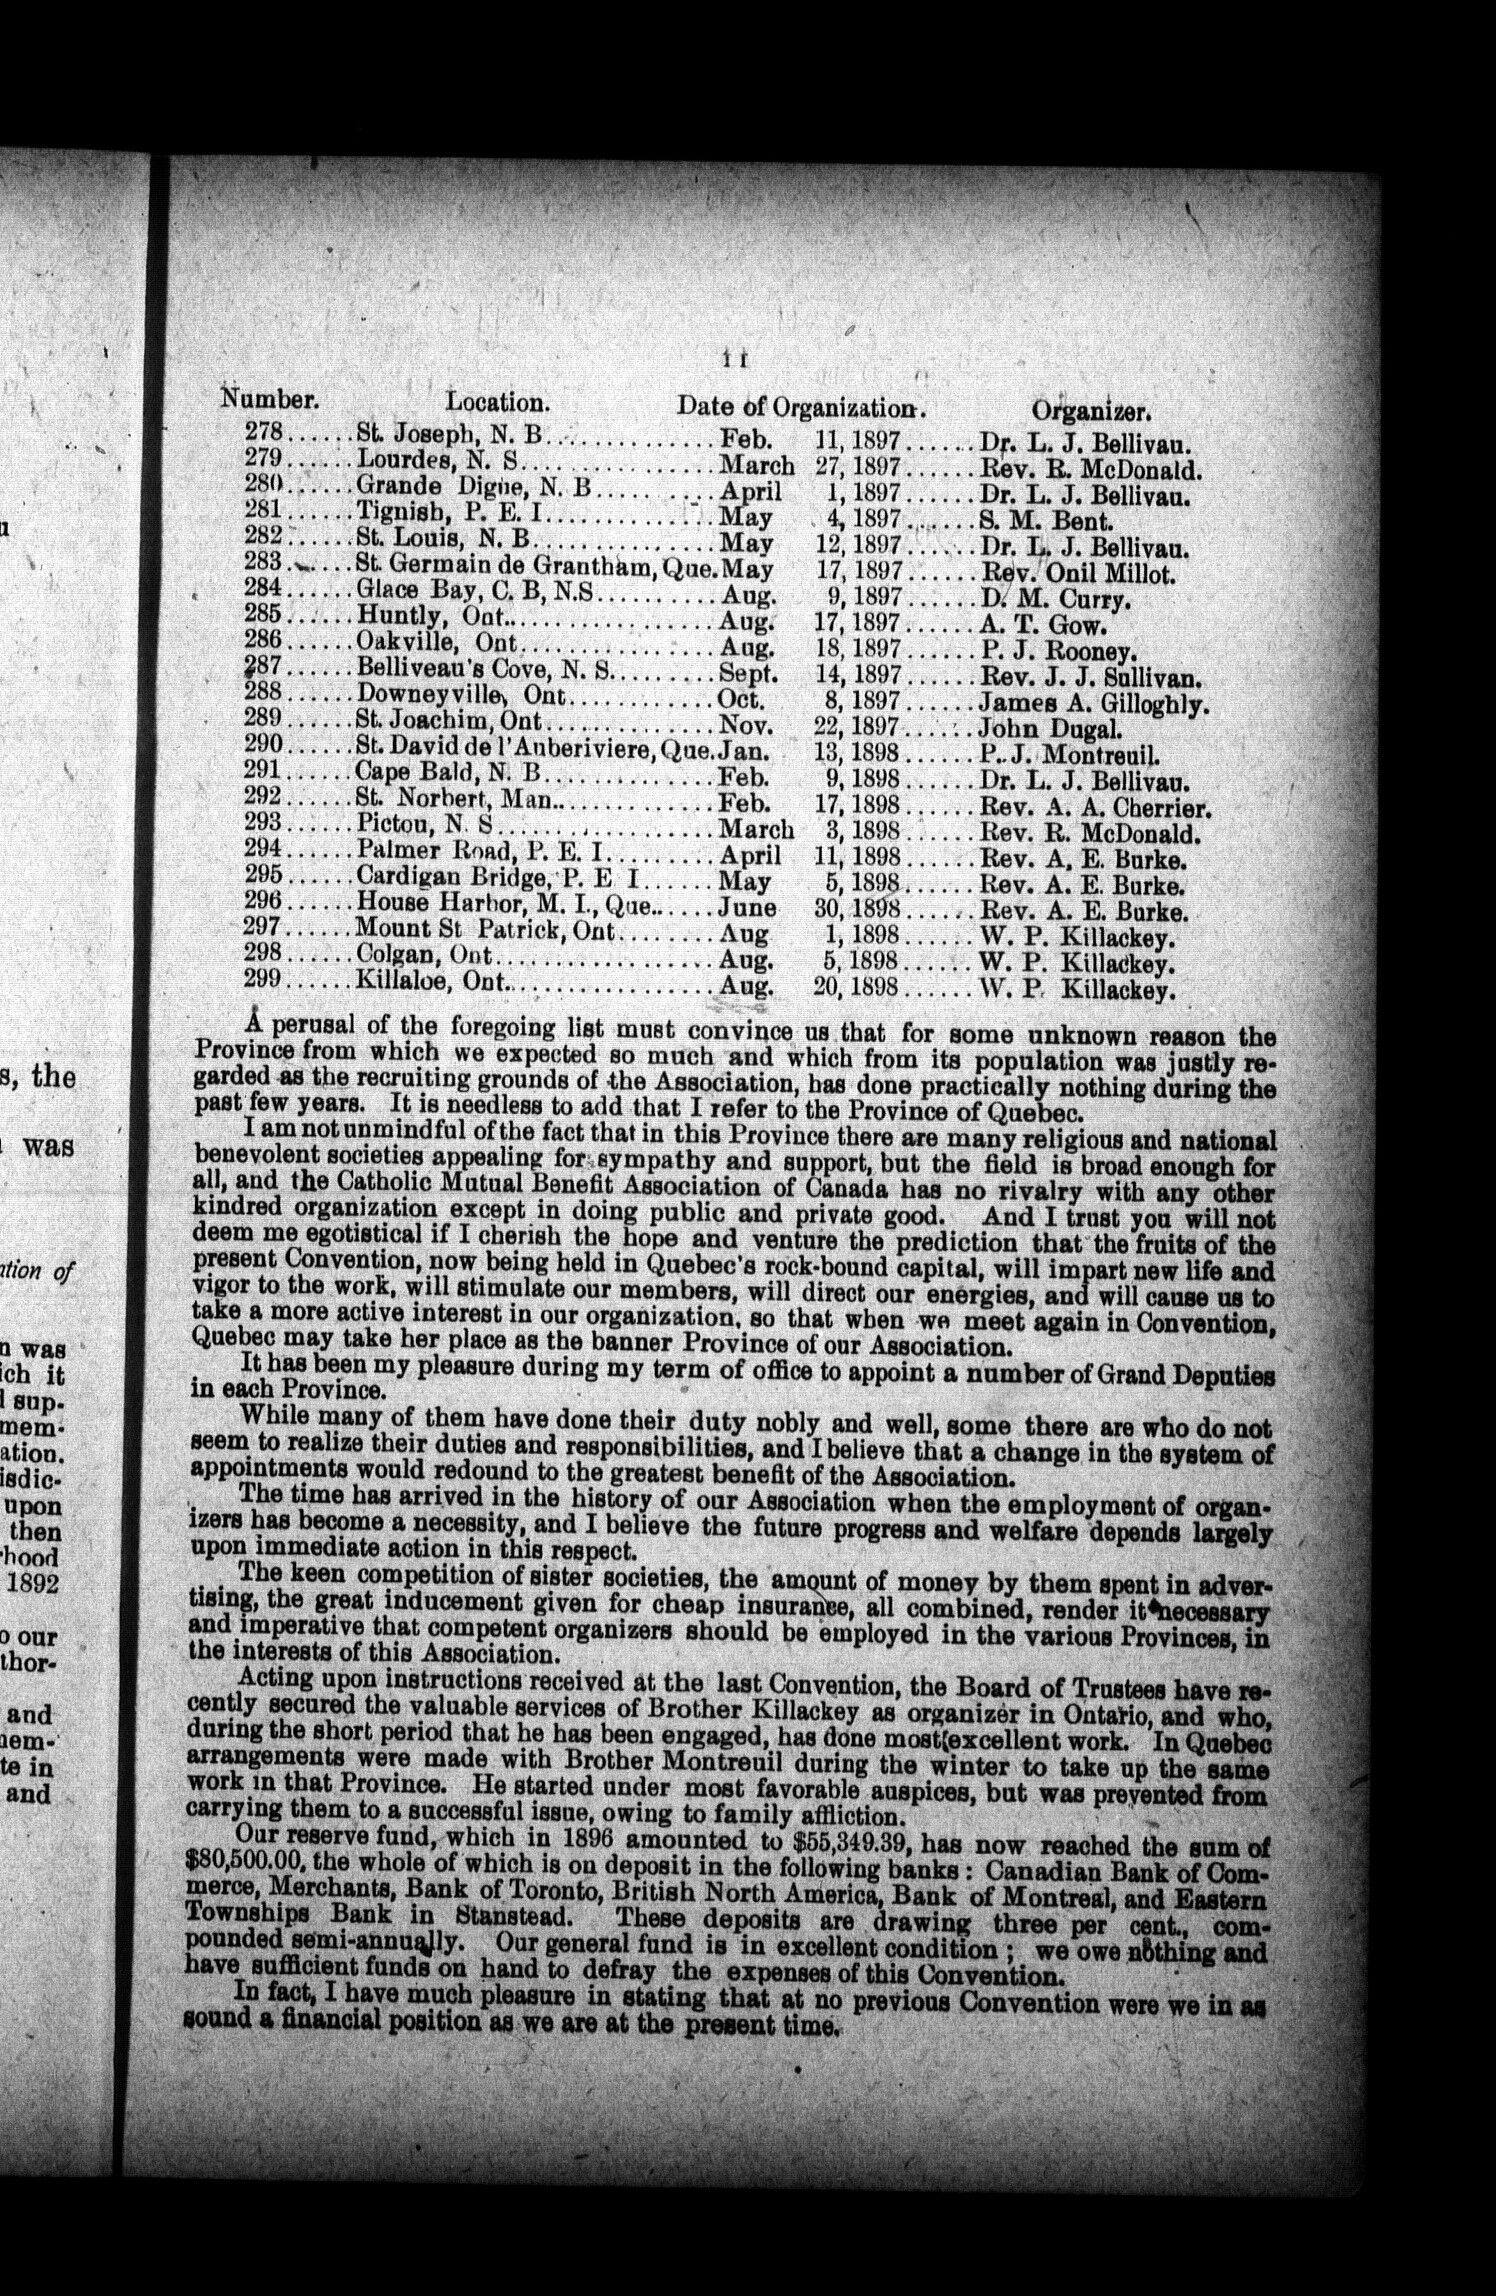 11
Number. Location. Date of Organization. Organizer.
278......St. Joseph, N. B..............Feb. 11, 1897......Dr. L. J. Bellivau.
279......Lourdes, N. S................March 27, 1897......Rev. R. McDonald.
280......Grande Digue, N. B..........April 1, 1897......Dr. L. J. Bellivau.
281......Tignish, P. E. I..............May 4, 1897......S. M. Bent.
282......St. Louis, N. B...............May 12, 1897......Dr. L. J. Bellivau.
283......St. Germain de Grantham, Que.May 17, 1897......Rev. Onil Millot.
284......Glace Bay, C. B, N.S..........Aug. 9, 1897......D. M. Curry.
285......Huntly, Ont..................Aug. 17, 1897......A. T. Gow.
286......Oakville, Ont................Aug. 18, 1897......P. J. Rooney.
287......Belliveau's Cove, N. S.........Sept. 14, 1897......Rev. J. J. Sullivan.
288......Downeyville, Ont............Oct. 8, 1897......James A. Gilloghly.
289......St. Joachim, Ont..............Nov. 22, 1897......John Dugal.
290......St. David de l'Auberiviere, Que.Jan. 13, 1898......P. J. Montreuil.
291......Cape Bald, N. B..............Feb. 9, 1898......Dr. L. J. Bellivau.
292......St. Norbert, Man..............Feb. 17, 1898......Rev. A. A. Cherrier.
293......Pictou, N. S..................March 3, 1898......Rev. R. McDonald.
294......Palmer Road, P. E. I.........April 11, 1898......Rev. A. E. Burke.
295......Cardigan Bridge, P. E I......May 5, 1898......Rev. A. E. Burke.
296......House Harbor, M. I., Que......June 30, 1898......Rev. A. E. Burke.
297......Mount St Patrick, Ont........Aug 1, 1898......W. P. Killackey.
298......Colgan, Ont..................Aug. 5, 1898......W. P. Killackey.
299......Killaloe, Ont.................Aug. 20, 1898......W. P. Killackey.
A perusal of the foregoing list must convince us that for some unknown reason the
Province from which we expected so much and which from its population was justly re-
garded as the recruiting grounds of the Association, has done practically nothing during the
past few years. It is needless to add that I refer to the Province of Quebec.
I am not unmindful of the fact that in this Province there are many religious and national
benevolent societies appealing for sympathy and support, but the field is broad enough for
all, and the Catholic Mutual Benefit Association of Canada has no rivalry with any other
kindred organization except in doing public and private good. And I trust you will not
deem me egotistical if I cherish the hope and venture the prediction that the fruits of the
present Convention, now being held in Quebec's rock-bound capital, will impart new life and
vigor to the work, will stimulate our members, will direct our energies, and will cause us to
take a more active interest in our organization, so that when we meet again in Convention,
Quebec may take her place as the banner Province of our Association.
It has been my pleasure during my term of office to appoint a number of Grand Deputies
in each Province.
While many of them have done their duty nobly and well, some there are who do not
seem to realize their duties and responsibilities, and I believe that a change in the system of
appointments would redound to the greatest benefit of the Association.
The time has arrived in the history of our Association when the employment of organ-
izers has become a necessity, and I believe the future progress and welfare depends largely
upon immediate action in this respect.
The keen competition of sister societies, the amount of money by them spent in adver-
tising, the great inducement given for cheap insurance, all combined, render it necessary
and imperative that competent organizers should be employed in the various Provinces, in
the interests of this Association.
Acting upon instructions received at the last Convention, the Board of Trustees have re-
cently secured the valuable services of Brother Killackey as organizer in Ontario, and who,
during the short period that he has been engaged, has done most excellent work. In Quebec
arrangements were made with Brother Montreuil during the winter to take up the same
work in that Province. He started under most favorable auspices, but was prevented from
carrying them to a successful issue, owing to family affliction.
Our reserve fund, which in 1896 amounted to $55,349.39, has now reached the sum of
$80,500.00, the whole of which is on deposit in the following banks : Canadian Bank of Com-
merce, Merchants, Bank of Toronto, British North America, Bank of Montreal, and Eastern
Townships Bank in Stanstead. These deposits are drawing three per cent., com-
pounded semi-annually. Our general fund is in excellent condition ; we owe nothing and
have sufficient funds on hand to defray the expenses of this Convention.
In fact, I have much pleasure in stating that at no previous Convention were we in as
sound a financial position as we are at the present time.
s, the
was
ation of
n was
ich it
sup-
mem-
ation.
isdic-
upon
then
rhood
1892
o our
thor-
and
nem-
te in
and